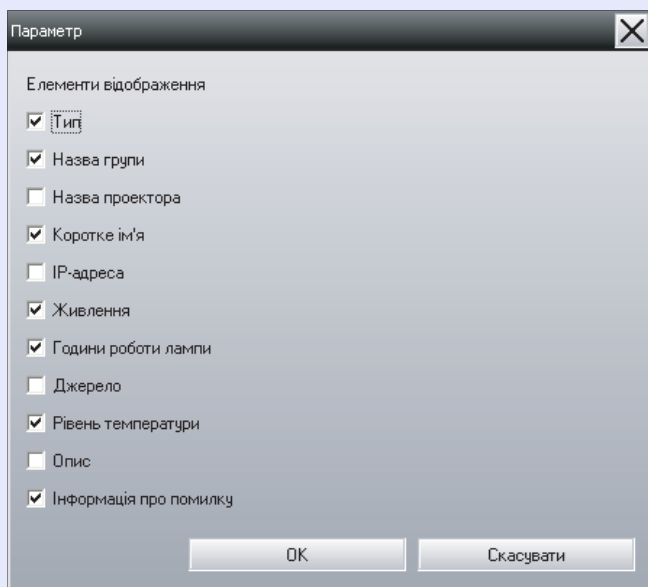 Параметр
Елементи відображення
Тип
Назва групи
Назва проектора
Коротке ім'я
IP-адреса
Живлення
Години роботи лампи
Джерело
Рівень температури
Опис
Інформація про помилку
OK
Скасувати